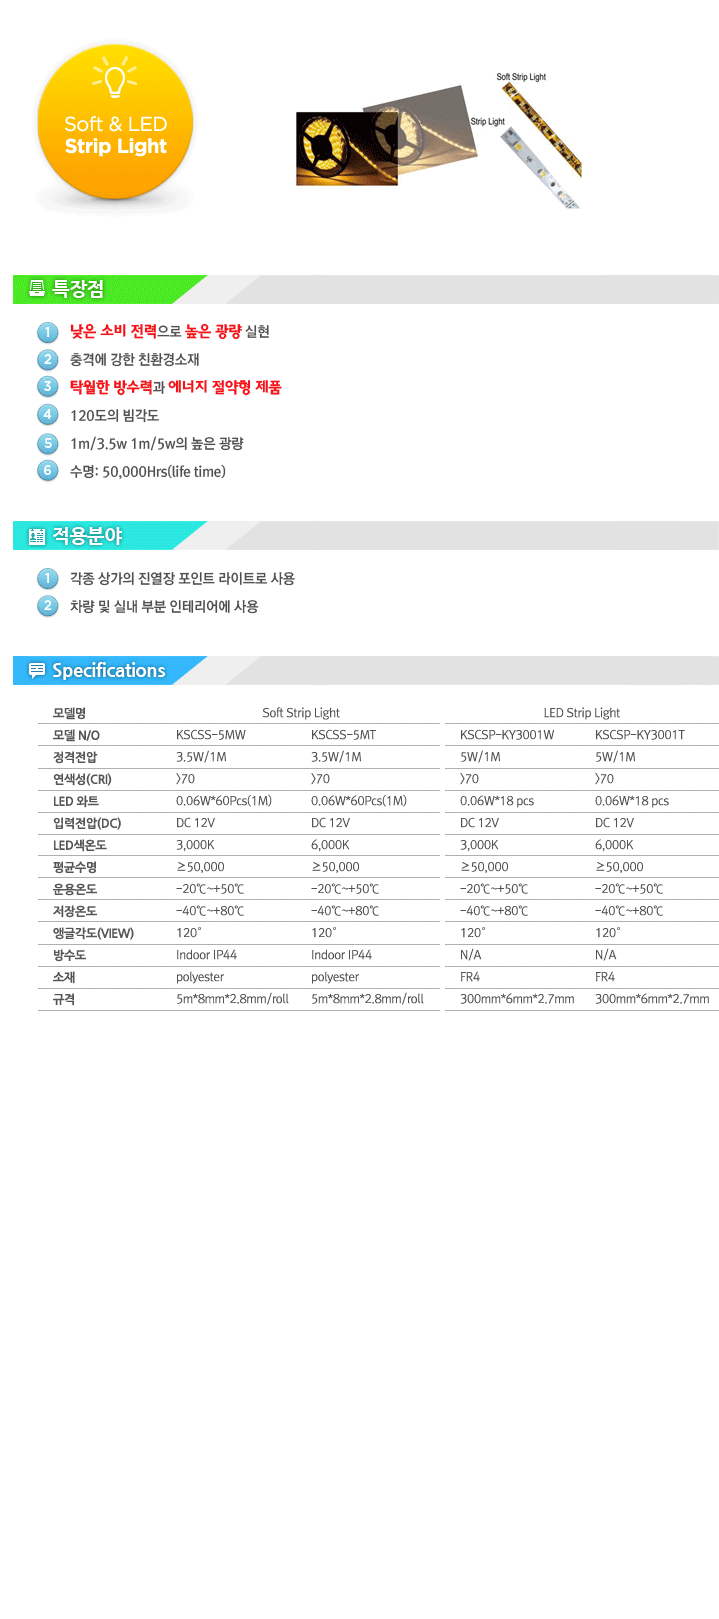 Soft & LED
Strip Light
Soft Strip Light
Strip Light
특장점
1 낮은 소비 전력으로 높은 광량 실현
2 충격에 강한 친환경소재
3 탁월한 방수력과 에너지 절약형 제품
4 120도의 빔각도
5 1m/3.5w 1m/5w의 높은 광량
6 수명: 50,000Hrs(life time)
적용분야
1 각종 상가의 진열장 포인트 라이트로 사용
2 차량 및 실내 부분 인테리어에 사용
Specifications
모델명 Soft Strip Light LED Strip Light
모델 N/O KSCSS-5MW KSCSS-5MT KSCSP-KY3001W KSCSP-KY3001T
정격전압 3.5W/1M 3.5W/1M 5W/1M 5W/1M
연색성(CRI) >70 >70 >70 >70
LED 와트 0.06W*60Pcs(1M) 0.06W*60Pcs(1M) 0.06W*18 pcs 0.06W*18 pcs
입력전압(DC) DC 12V DC 12V DC 12V DC 12V
LED색온도 3,000K 6,000K 3,000K 6,000K
평균수명 ≥50,000 ≥50,000 ≥50,000 ≥50,000
운용온도 -20℃~+50℃ -20℃~+50℃ -20℃~+50℃ -20℃~+50℃
저장온도 -40℃~+80℃ -40℃~+80℃ -40℃~+80℃ -40℃~+80℃
앵글각도(VIEW) 120° 120° 120° 120°
방수도 Indoor IP44 Indoor IP44 N/A N/A
소재 polyester polyester FR4 FR4
규격 5m*8mm*2.8mm/roll 5m*8mm*2.8mm/roll 300mm*6mm*2.7mm 300mm*6mm*2.7mm